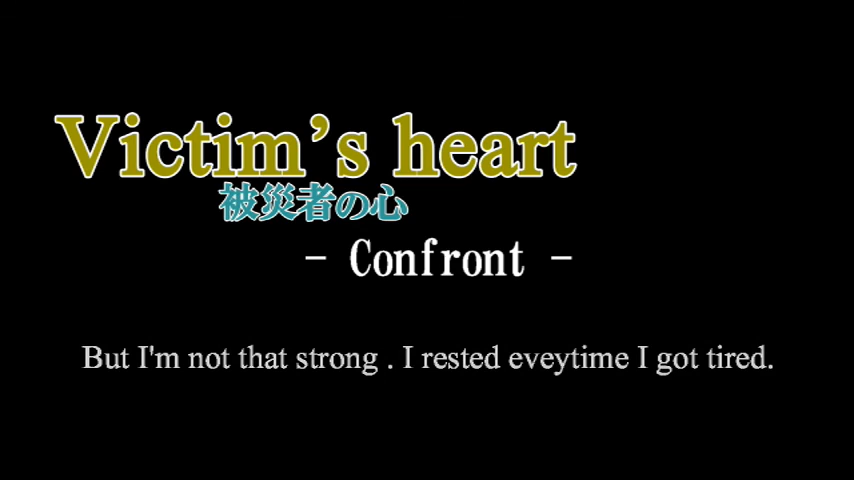 Victim’s heart
被災者の心
- Confront -
But I'm not that strong . I rested eveytime I got tired.